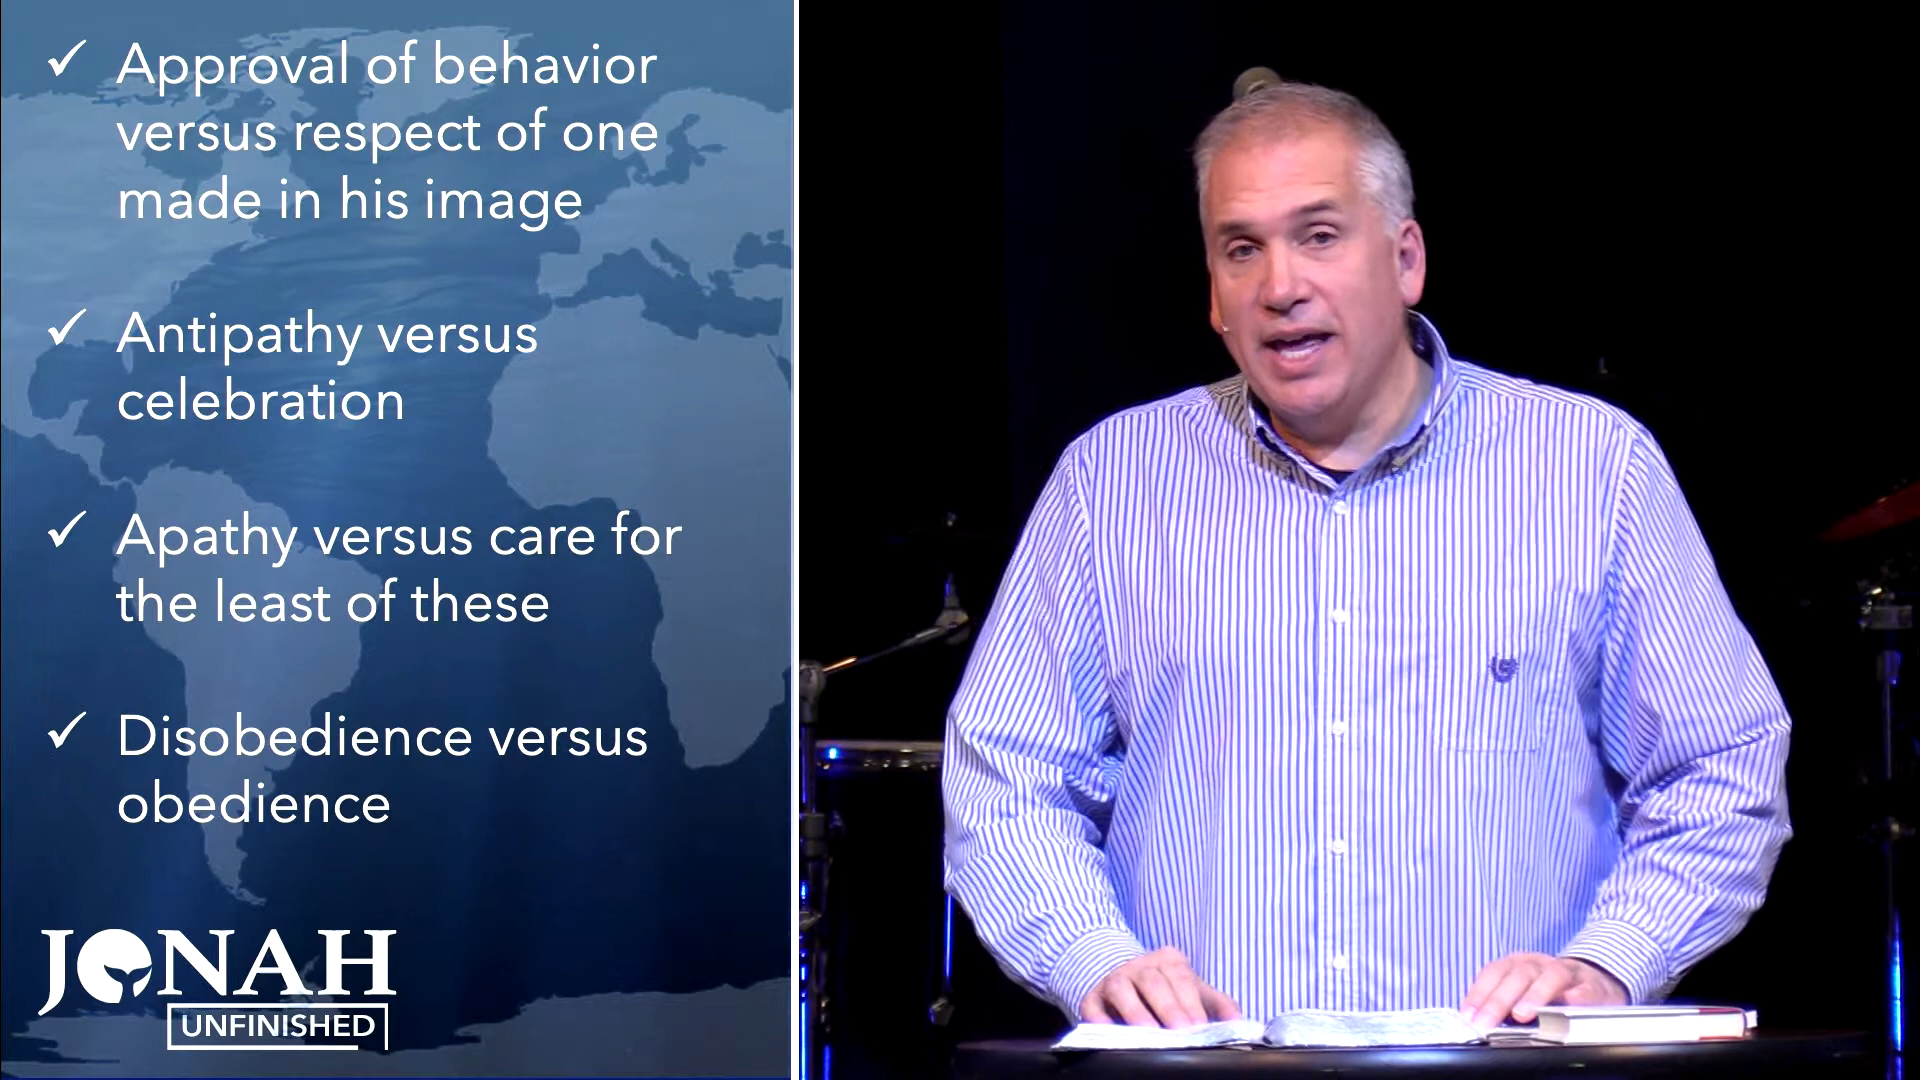 Approval of behavior
versus respect of one
made in his image
Antipathy versus
celebration
Apathy versus care for
the least of these
Disobedience versus
obedience
JONAH
UNFINISHED